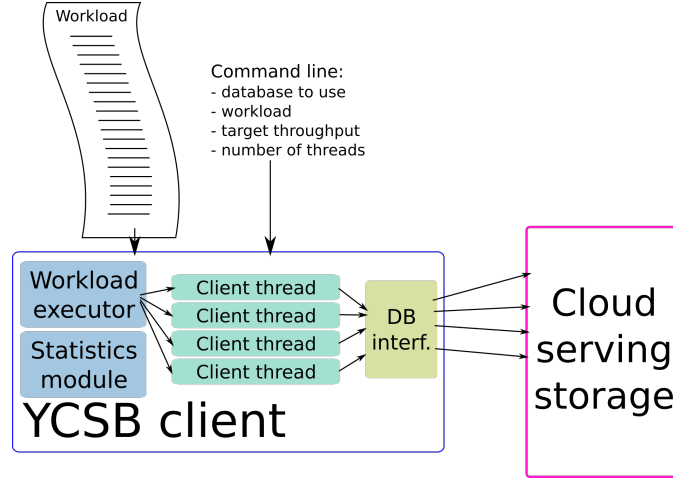 Workload
Command line:
- database to use
- workload
- target throughput
- number of threads
Workload
executor
Statistics
module
Client thread
Client thread
Client thread
Client thread
DB
interf.
YCSB client
Cloud
serving
storage